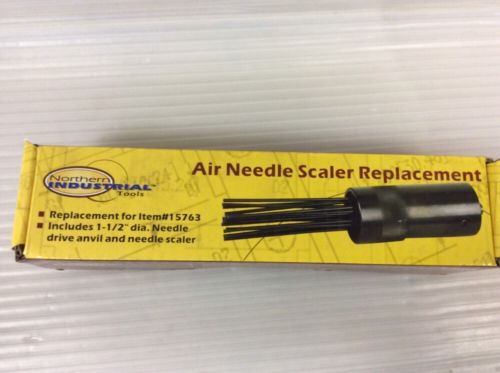 Northern
INDUSTRIAL
Tools
Air Needle Scaler Replacement
Replacement for Item#15763
Includes 1-1/2" dia. Needle
drive anvil and needle scaler